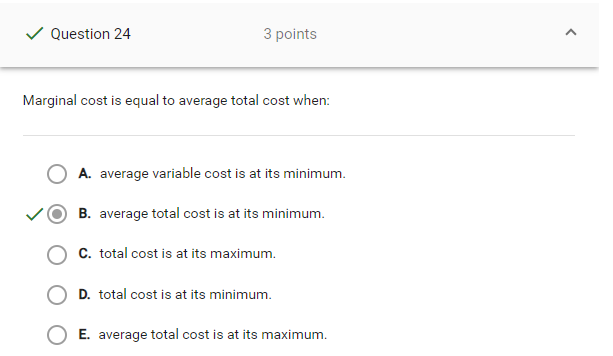 Question 24 3 points
Marginal cost is equal to average total cost when:
A. average variable cost is at its minimum.
B. average total cost is at its minimum.
C. total cost is at its maximum.
D. total cost is at its minimum.
E. average total cost is at its maximum.